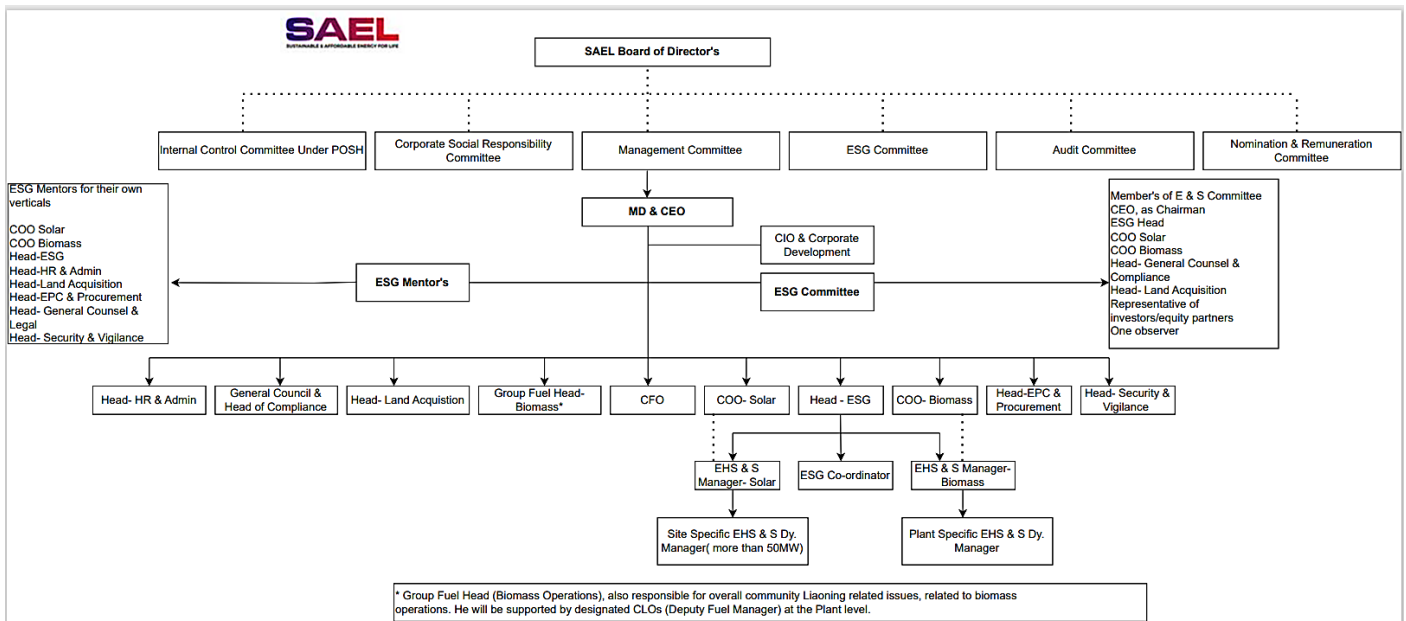 SAEL
SUSTAINABLE & AFFORDABLE ENERGY FOR LIFE
SAEL Board of Director's
Internal Control Committee Under POSH
Corporate Social Responsibility
Committee
Management Committee
ESG Committee
Audit Committee
Nomination & Remuneration
Committee
ESG Mentors for their own
verticals
COO Solar
COO Biomass
Head-ESG
Head-HR & Admin
Head-Land Acquisition
Head-EPC & Procurement
Head- General Counsel &
Legal
Head- Security & Vigilance
MD & CEO
CIO & Corporate
Development
ESG Mentor's
ESG Committee
Member's of E & S Committee
CEO, as Chairman
ESG Head
COO Solar
COO Biomass
Head- General Counsel &
Compliance
Head- Land Acquisition
Representative of
investors/equity partners
One observer
Head- HR & Admin
General Council &
Head of Compliance
Head- Land Acquistion
Group Fuel Head-
Biomass*
CFO
COO- Solar
Head - ESG
COO- Biomass
Head-EPC &
Procurement
Head- Security &
Vigilance
EHS & S
Manager- Solar
ESG Co-ordinator
EHS & S Manager-
Biomass
Site Specific EHS & S Dy.
Manager( more than 50MW)
Plant Specific EHS & S Dy.
Manager
* Group Fuel Head (Biomass Operations), also responsible for overall community Liaoning related issues, related to biomass
operations. He will be supported by designated CLOs (Deputy Fuel Manager) at the Plant level.